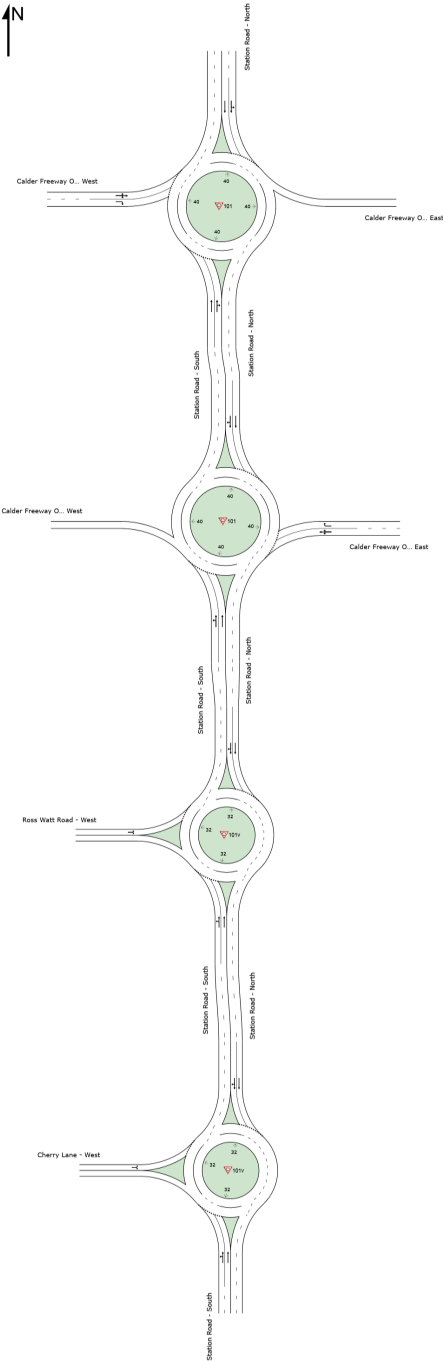 N
Station Road - North
Calder Freeway O... West
40
40
101
40
40
Calder Freeway O... East
Station Road - South
Station Road - North
40
Calder Freeway O... West
40
101
40
40
Calder Freeway O... East
Station Road - South
Station Road - North
Ross Watt Road - West
32
32
101v
32
Station Road - South
Station Road - North
Cherry Lane - West
32
32
101v
32
Station Road - South